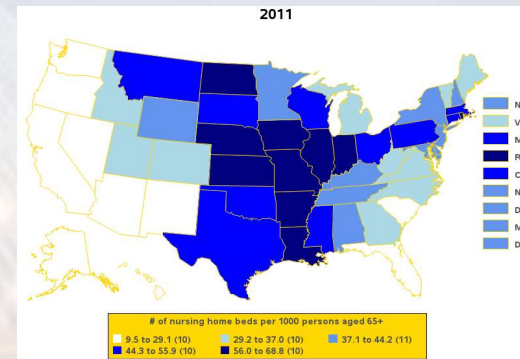 2011
N
V
M
R
C
N
D
M
D
# of nursing home beds per 1000 persons aged 65+
9.5 to 29.1 (10) 29.2 to 37.0 (10) 37.1 to 44.2 (11)
44.3 to 55.9 (10) 56.0 to 68.8 (10)